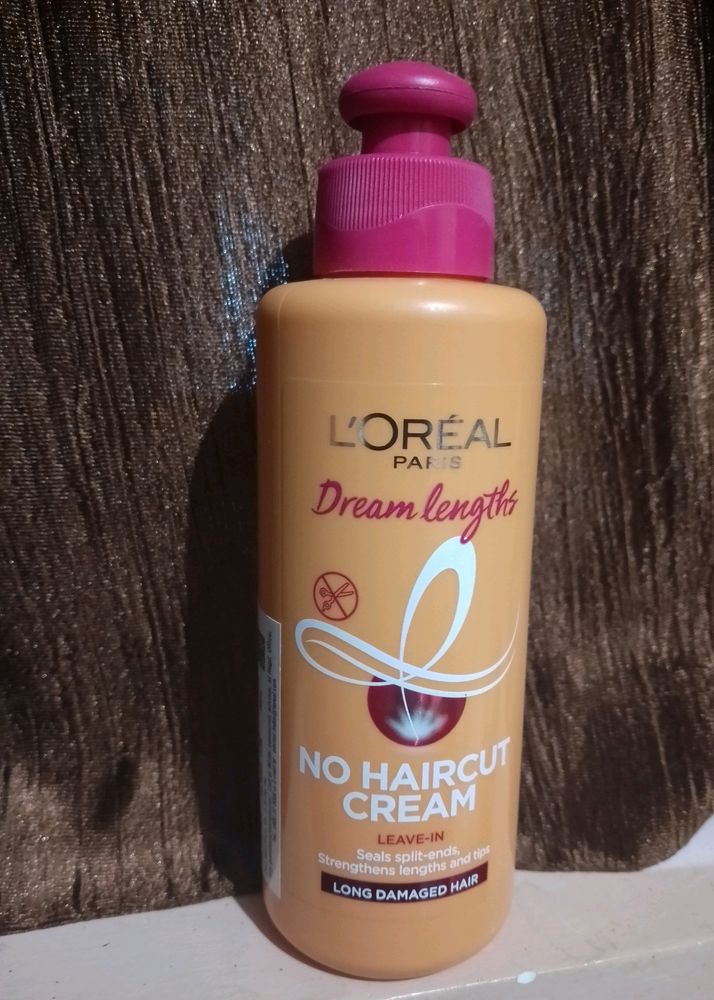 L'ORÉAL
PARIS
Dream lengths
NO HAIRCUT
CREAM
LEAVE-IN
Seals split-ends,
Strengthens lengths and tips
LONG DAMAGED HAIR